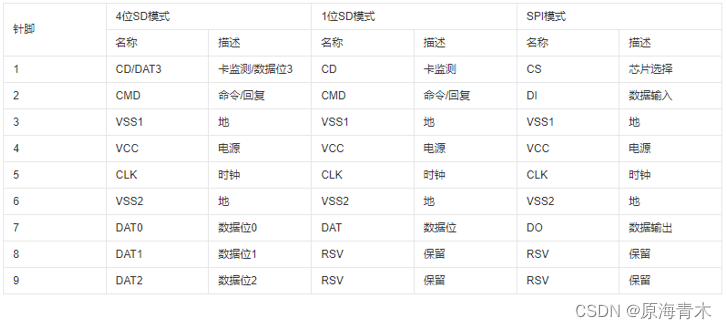 针脚 4位SD模式 1位SD模式 SPI模式
名称 描述 名称 描述 名称 描述
1 CD/DAT3 卡监测/数据位3 CD 卡监测 CS 芯片选择
2 CMD 命令/回复 CMD 命令/回复 DI 数据输入
3 VSS1 地 VSS1 地 VSS1 地
4 VCC 电源 VCC 电源 VCC 电源
5 CLK 时钟 CLK 时钟 CLK 时钟
6 VSS2 地 VSS2 地 VSS2 地
7 DAT0 数据位0 DAT 数据位 DO 数据输出
8 DAT1 数据位1 RSV 保留 RSV 保留
9 DAT2 数据位2 RSV 保留 RSV 保留
CSDN @原海青木